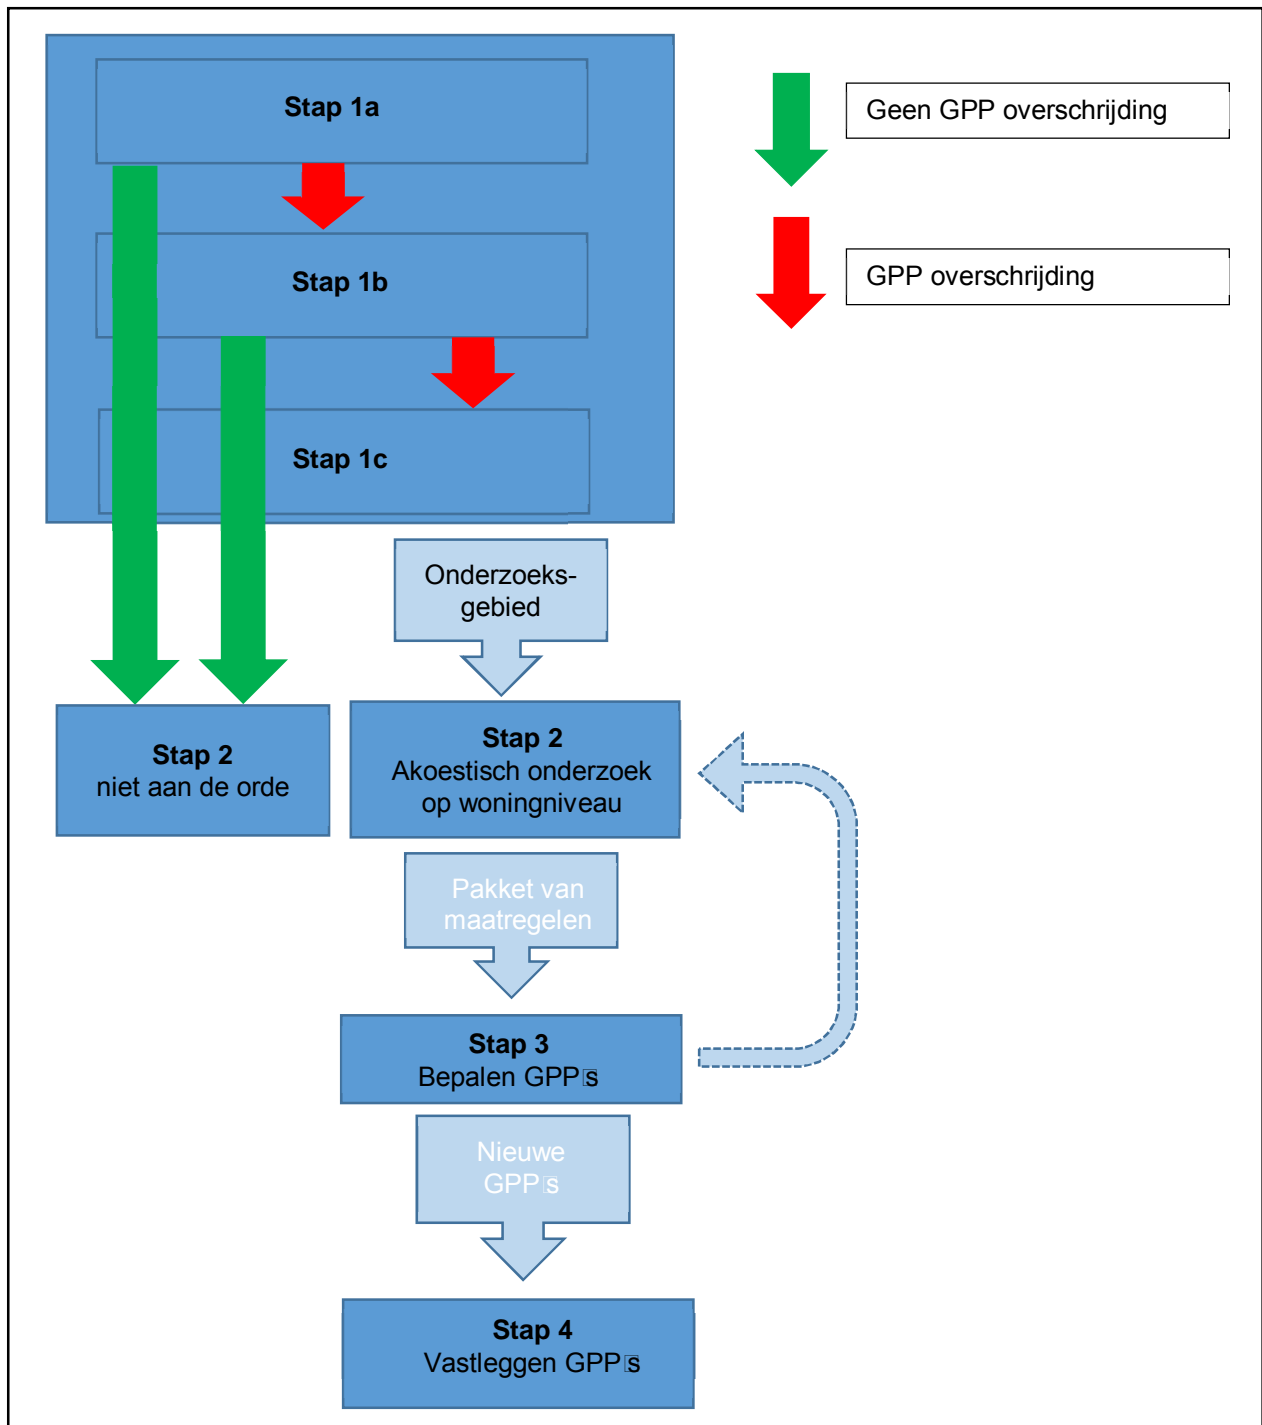 Stap 1a
Geen GPP overschrijding
Stap 1b
GPP overschrijding
Stap 1c
Onderzoeks-
gebied
Stap 2
niet aan de orde
Stap 2
Akoestisch onderzoek
op woningniveau
Pakket van
maatregelen
Stap 3
Bepalen GPP□s
Nieuwe
GPP□s
Stap 4
Vastleggen GPP□s